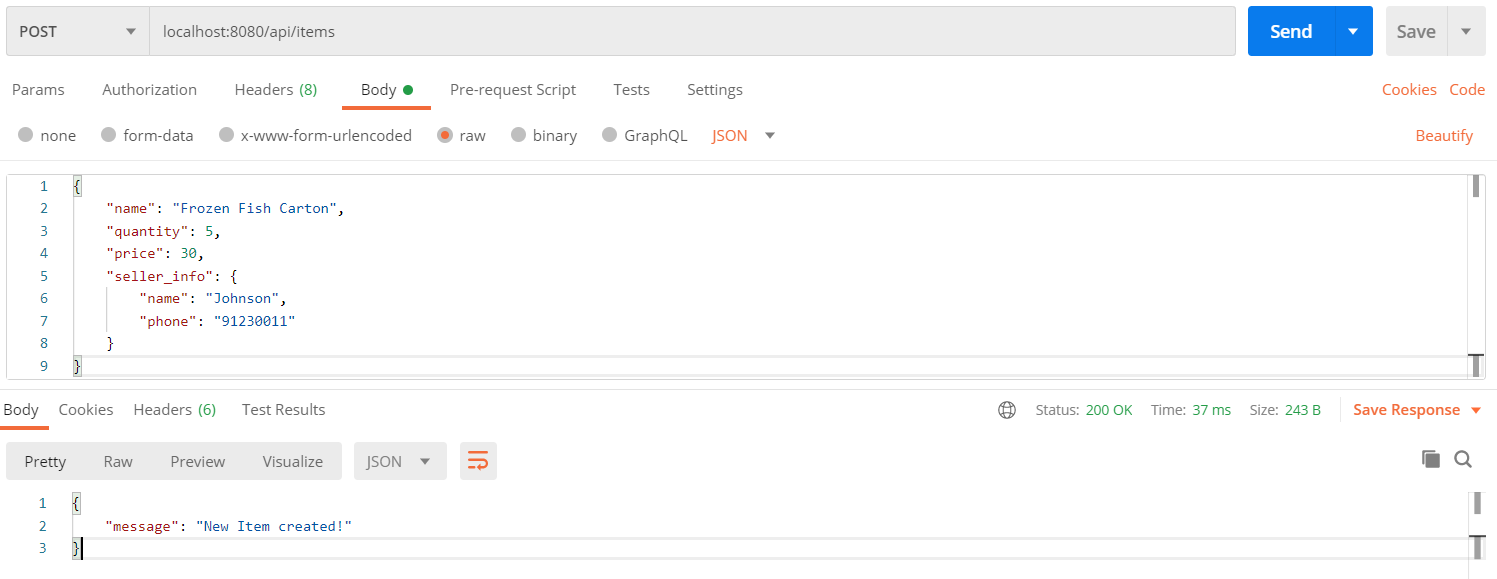 POST localhost:8080/api/items Send Save
Params Authorization Headers (8) Body Pre-request Script Tests Settings Cookies Code
none form-data x-www-form-urlencoded raw binary GraphQL JSON Beautify
1 {
2 "name": "Frozen Fish Carton",
3 "quantity": 5,
4 "price": 30,
5 "seller_info": {
6 "name": "Johnson",
7 "phone": "91230011"
8 }
9 }
Body Cookies Headers (6) Test Results Status: 200 OK Time: 37 ms Size: 243 B Save Response
Pretty Raw Preview Visualize JSON
1 {
2 "message": "New Item created!"
3 }